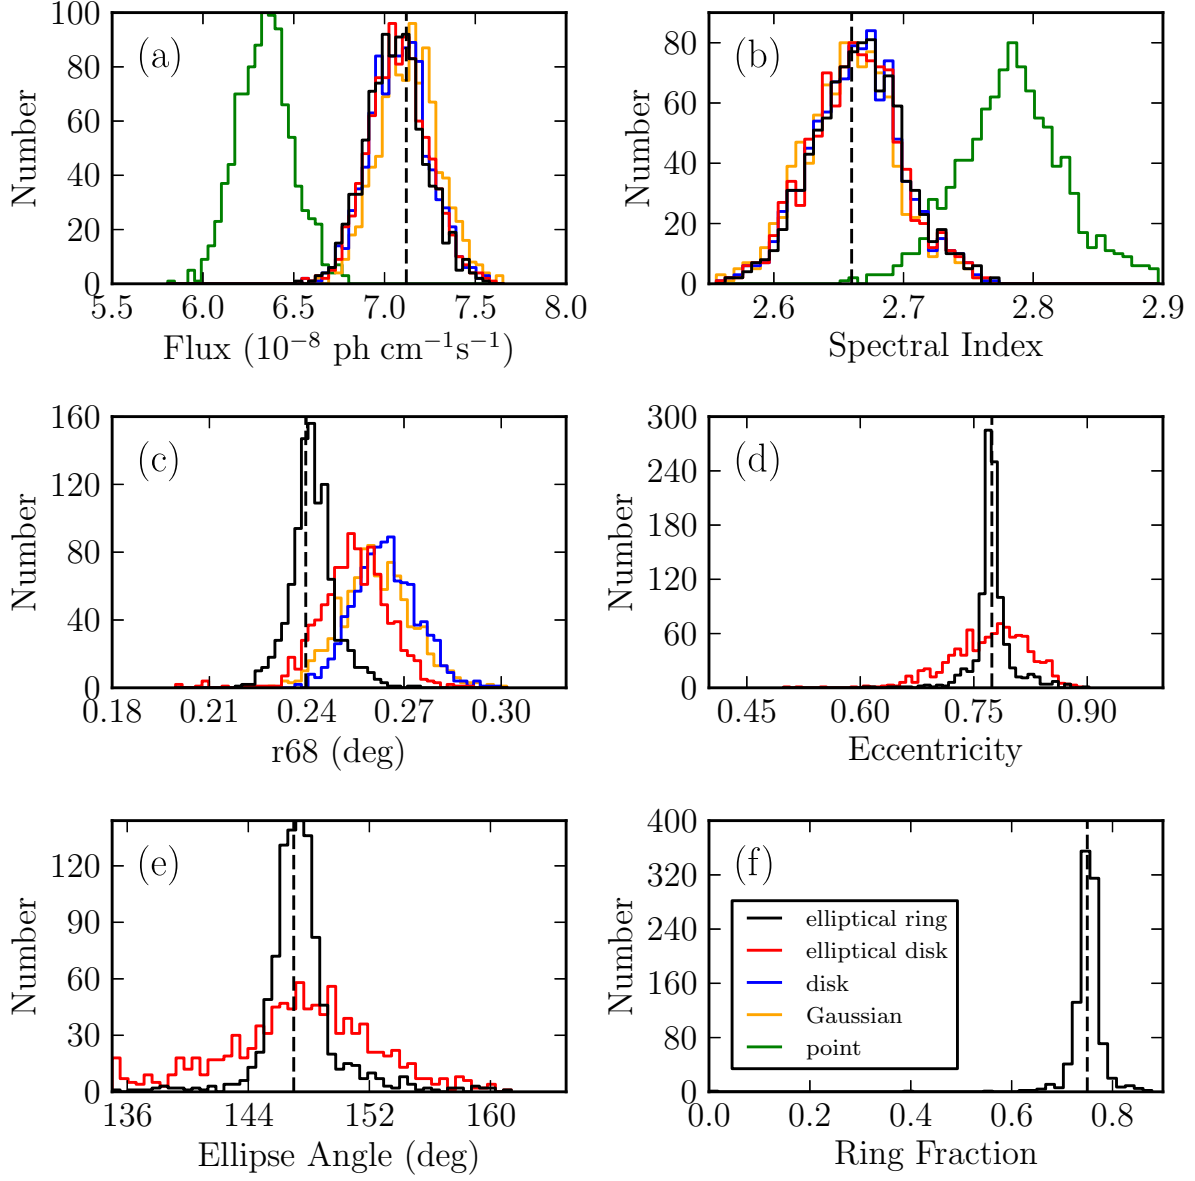 100
80
60
40
20
0
Number
(a)
5.5 6.0 6.5 7.0 7.5 8.0
Flux (10⁻⁸ ph cm⁻¹s⁻¹)
80
60
40
20
0
Number
(b)
2.6 2.7 2.8 2.9
Spectral Index
160
120
80
40
0
Number
(c)
0.18 0.21 0.24 0.27 0.30
r68 (deg)
300
240
180
120
60
0
Number
(d)
0.45 0.60 0.75 0.90
Eccentricity
120
90
60
30
0
Number
(e)
136 144 152 160
Ellipse Angle (deg)
400
320
240
160
80
0
Number
(f)
elliptical ring
elliptical disk
disk
Gaussian
point
0.0 0.2 0.4 0.6 0.8
Ring Fraction